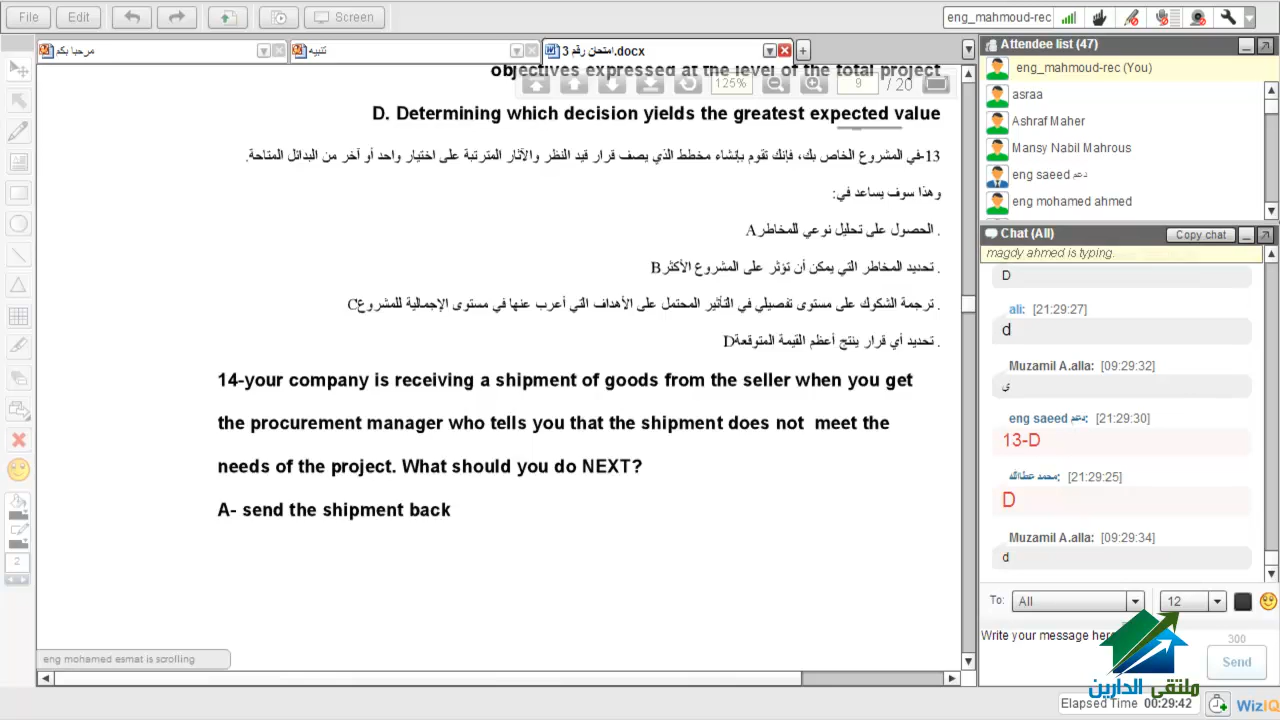 File
Edit
Screen
eng_mahmoud-rec
مرحبا بكم
تنبيه
امتحان رقم 3.docx
objectives expressed at the level of the total project
125%
9
/ 20
D. Determining which decision yields the greatest expected value
13-في المشروع الخاص بك، فإنك تقوم بإنشاء مخطط الذي يصف قرار قيد النظر والآثار المترتبة على اختيار واحد أو آخر من البدائل المتاحة.
وهذا سوف يساعد في:
. الحصول على تحليل نوعي للمخاطرA
. تحديد المخاطر التي يمكن أن تؤثر على المشروع الأكثرB
. ترجمة الشكوك على مستوى تفصيلي في التأثير المحتمل على الأهداف التي أعرب عنها في مستوى الإجمالية للمشروعC
. تحديد أي قرار ينتج أعظم القيمة المتوقعةD
14-your company is receiving a shipment of goods from the seller when you get
the procurement manager who tells you that the shipment does not  meet the
needs of the project. What should you do NEXT?
A- send the shipment back
eng mohamed esmat is scrolling
2
Attendee list (47)
eng_mahmoud-rec (You)
asraa
Ashraf Maher
Mansy Nabil Mahrous
eng saeed دعم
eng mohamed ahmed
Chat (All)
Copy chat
magdy ahmed is typing.
D
ali: [21:29:27]
d
Muzamil A.alla: [09:29:32]
ي
eng saeed دعم: [21:29:30]
13-D
محمد عطاالله: [21:29:25]
D
Muzamil A.alla: [09:29:34]
d
To:
All
12
Write your message here
300
Send
ملتقى الدارين
Elapsed Time 00:29:42
WizIQ